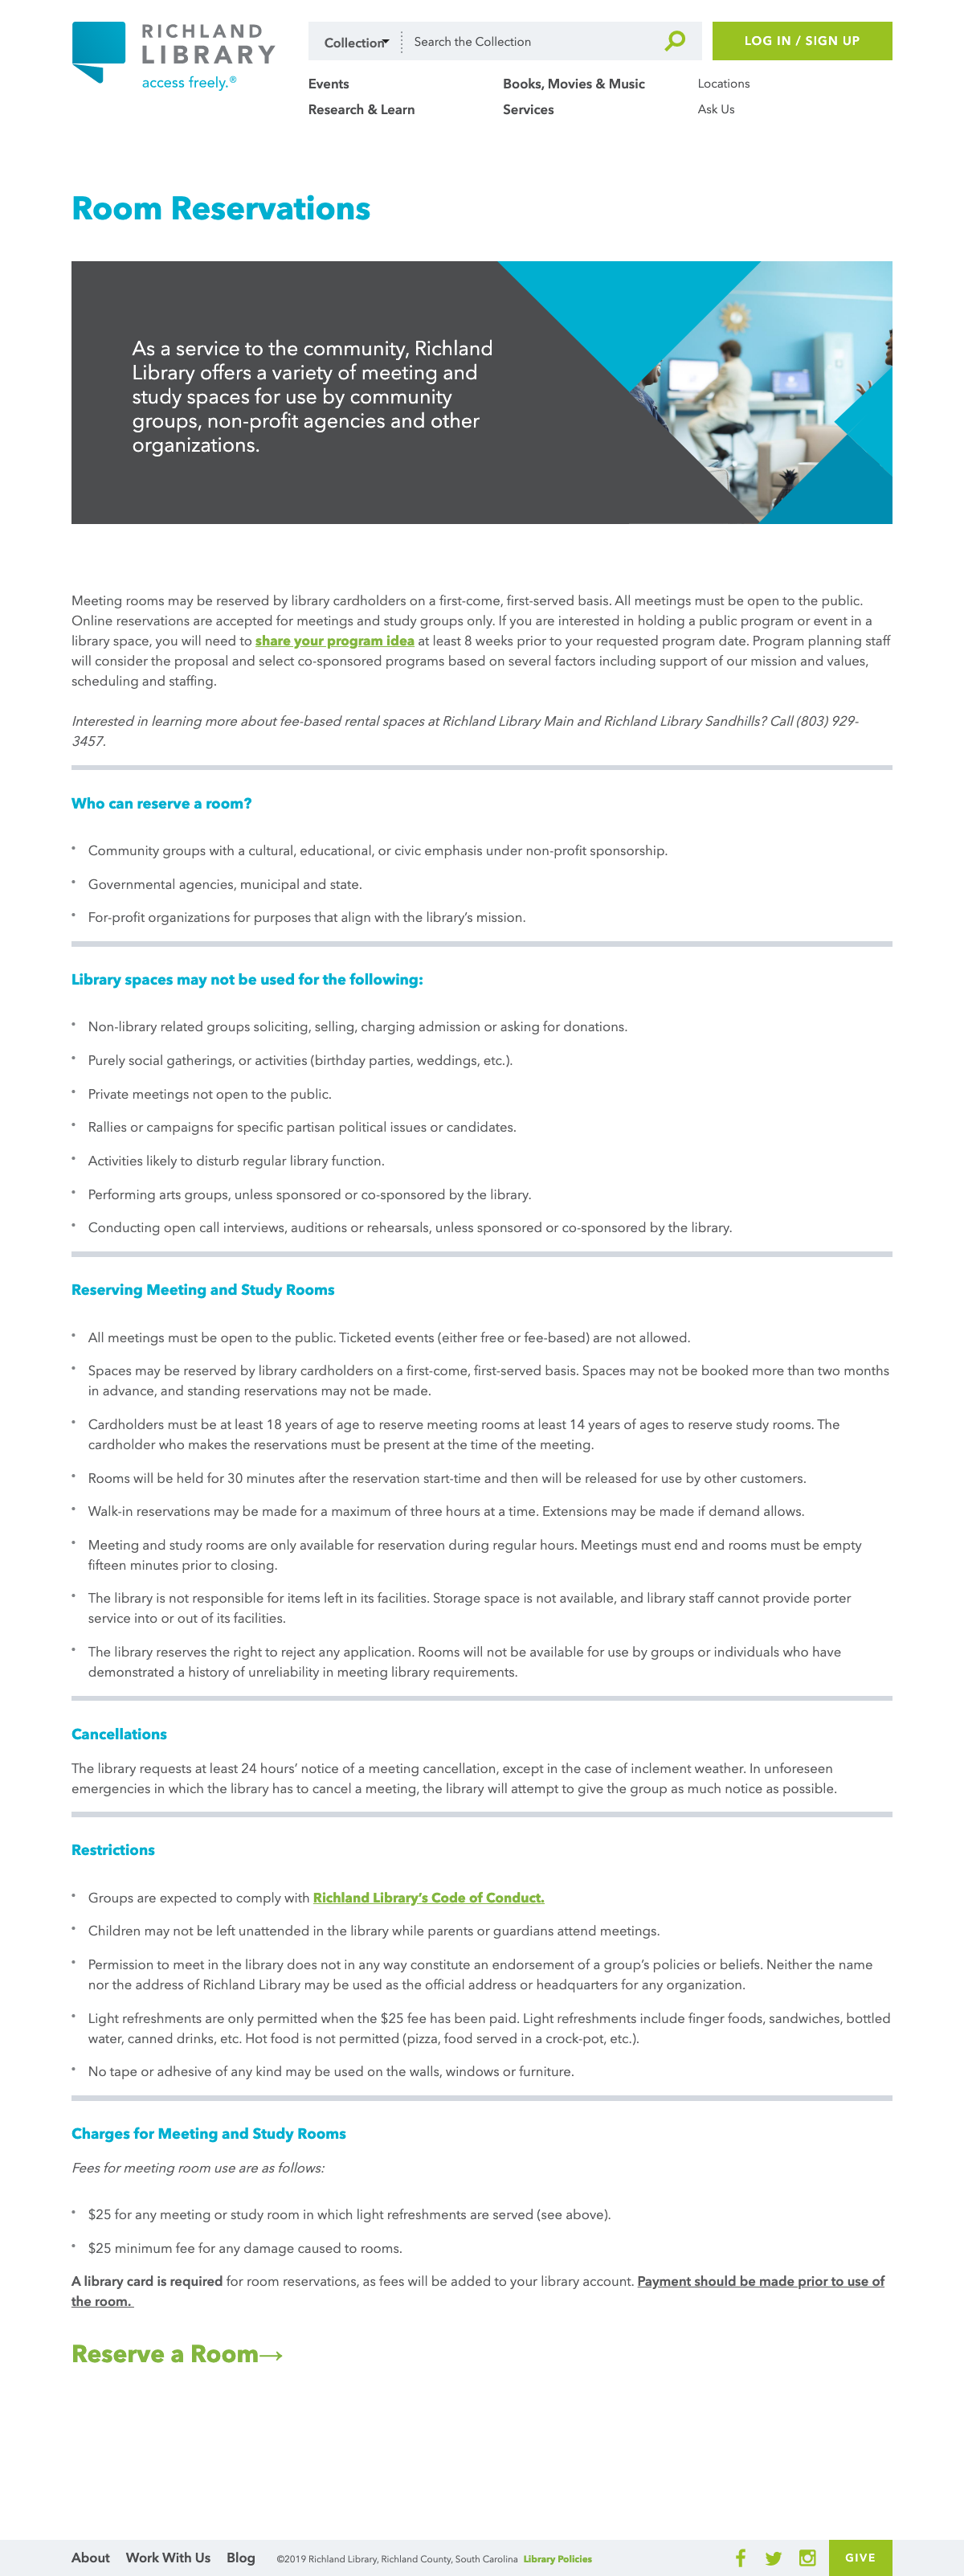 RICHLAND
LIBRARY
access freely.®
Collection
Search the Collection
LOG IN / SIGN UP
Events
Books, Movies & Music
Locations
Research & Learn
Services
Ask Us
Room Reservations
As a service to the community, Richland
Library offers a variety of meeting and
study spaces for use by community
groups, non-profit agencies and other
organizations.
Meeting rooms may be reserved by library cardholders on a first-come, first-served basis. All meetings must be open to the public.
Online reservations are accepted for meetings and study groups only. If you are interested in holding a public program or event in a
library space, you will need to share your program idea at least 8 weeks prior to your requested program date. Program planning staff
will consider the proposal and select co-sponsored programs based on several factors including support of our mission and values,
scheduling and staffing.
Interested in learning more about fee-based rental spaces at Richland Library Main and Richland Library Sandhills? Call (803) 929-
3457.
Who can reserve a room?
Community groups with a cultural, educational, or civic emphasis under non-profit sponsorship.
Governmental agencies, municipal and state.
For-profit organizations for purposes that align with the library's mission.
Library spaces may not be used for the following:
Non-library related groups soliciting, selling, charging admission or asking for donations.
Purely social gatherings, or activities (birthday parties, weddings, etc.).
Private meetings not open to the public.
Rallies or campaigns for specific partisan political issues or candidates.
Activities likely to disturb regular library function.
Performing arts groups, unless sponsored or co-sponsored by the library.
Conducting open call interviews, auditions or rehearsals, unless sponsored or co-sponsored by the library.
Reserving Meeting and Study Rooms
All meetings must be open to the public. Ticketed events (either free or fee-based) are not allowed.
Spaces may be reserved by library cardholders on a first-come, first-served basis. Spaces may not be booked more than two months
in advance, and standing reservations may not be made.
Cardholders must be at least 18 years of age to reserve meeting rooms at least 14 years of ages to reserve study rooms. The
cardholder who makes the reservations must be present at the time of the meeting.
Rooms will be held for 30 minutes after the reservation start-time and then will be released for use by other customers.
Walk-in reservations may be made for a maximum of three hours at a time. Extensions may be made if demand allows.
Meeting and study rooms are only available for reservation during regular hours. Meetings must end and rooms must be empty
fifteen minutes prior to closing.
The library is not responsible for items left in its facilities. Storage space is not available, and library staff cannot provide porter
service into or out of its facilities.
The library reserves the right to reject any application. Rooms will not be available for use by groups or individuals who have
demonstrated a history of unreliability in meeting library requirements.
Cancellations
The library requests at least 24 hours' notice of a meeting cancellation, except in the case of inclement weather. In unforeseen
emergencies in which the library has to cancel a meeting, the library will attempt to give the group as much notice as possible.
Restrictions
Groups are expected to comply with Richland Library's Code of Conduct.
Children may not be left unattended in the library while parents or guardians attend meetings.
Permission to meet in the library does not in any way constitute an endorsement of a group's policies or beliefs. Neither the name
nor the address of Richland Library may be used as the official address or headquarters for any organization.
Light refreshments are only permitted when the $25 fee has been paid. Light refreshments include finger foods, sandwiches, bottled
water, canned drinks, etc. Hot food is not permitted (pizza, food served in a crock-pot, etc.).
No tape or adhesive of any kind may be used on the walls, windows or furniture.
Charges for Meeting and Study Rooms
Fees for meeting room use are as follows:
$25 for any meeting or study room in which light refreshments are served (see above).
$25 minimum fee for any damage caused to rooms.
A library card is required for room reservations, as fees will be added to your library account. Payment should be made prior to use of
the room.
Reserve a Room→
About
Work With Us
Blog
©2019 Richland Library, Richland County, South Carolina Library Policies
GIVE